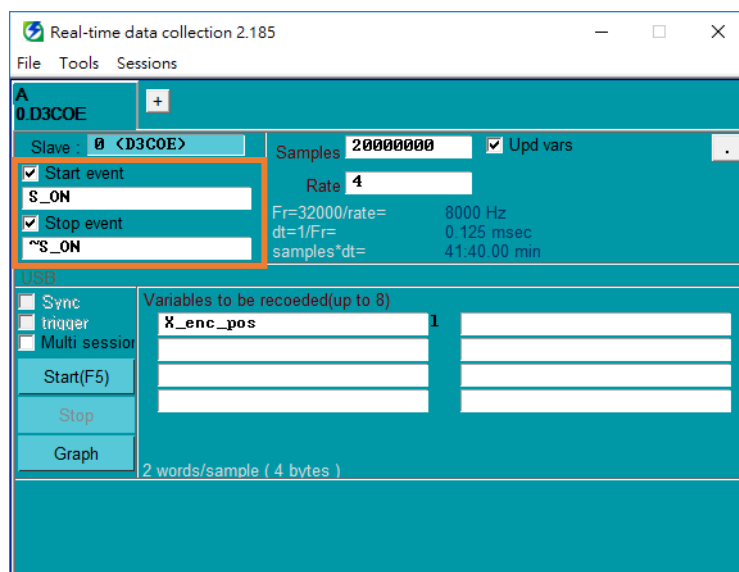 Real-time data collection 2.185
File Tools Sessions
A
0.D3COE
+
Slave : 0 (D3COE)
Start event
S_ON
Stop event
~S_ON
Samples 20000000
Upd vars
.
Rate 4
Fr=32000/rate= 8000 Hz
dt=1/Fr= 0.125 msec
samples*dt= 41:40.00 min
USB
Sync
trigger
Multi session
Start(F5)
Stop
Graph
Variables to be recoeded(up to 8)
X_enc_pos 1
2 words/sample ( 4 bytes )